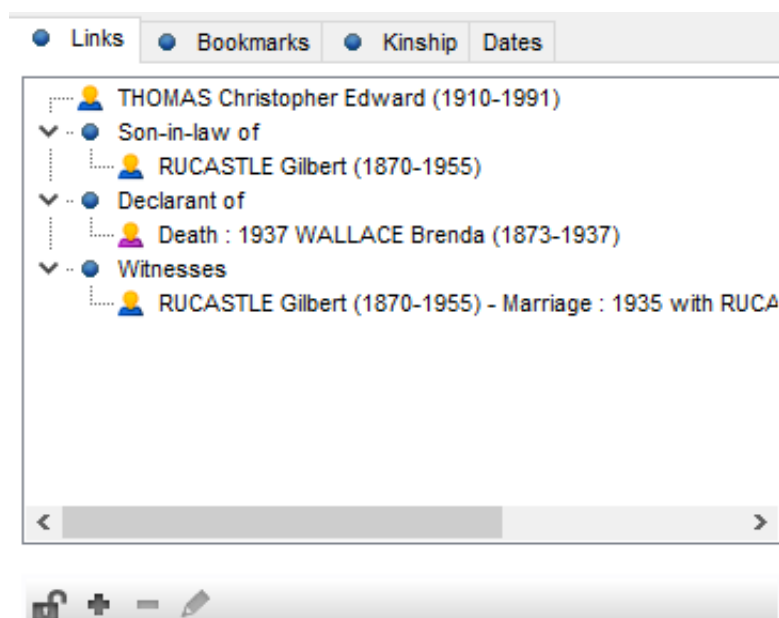 Links Bookmarks Kinship Dates
THOMAS Christopher Edward (1910-1991)
Son-in-law of
RUCASTLE Gilbert (1870-1955)
Declarant of
Death : 1937 WALLACE Brenda (1873-1937)
Witnesses
RUCASTLE Gilbert (1870-1955) - Marriage : 1935 with RUCA